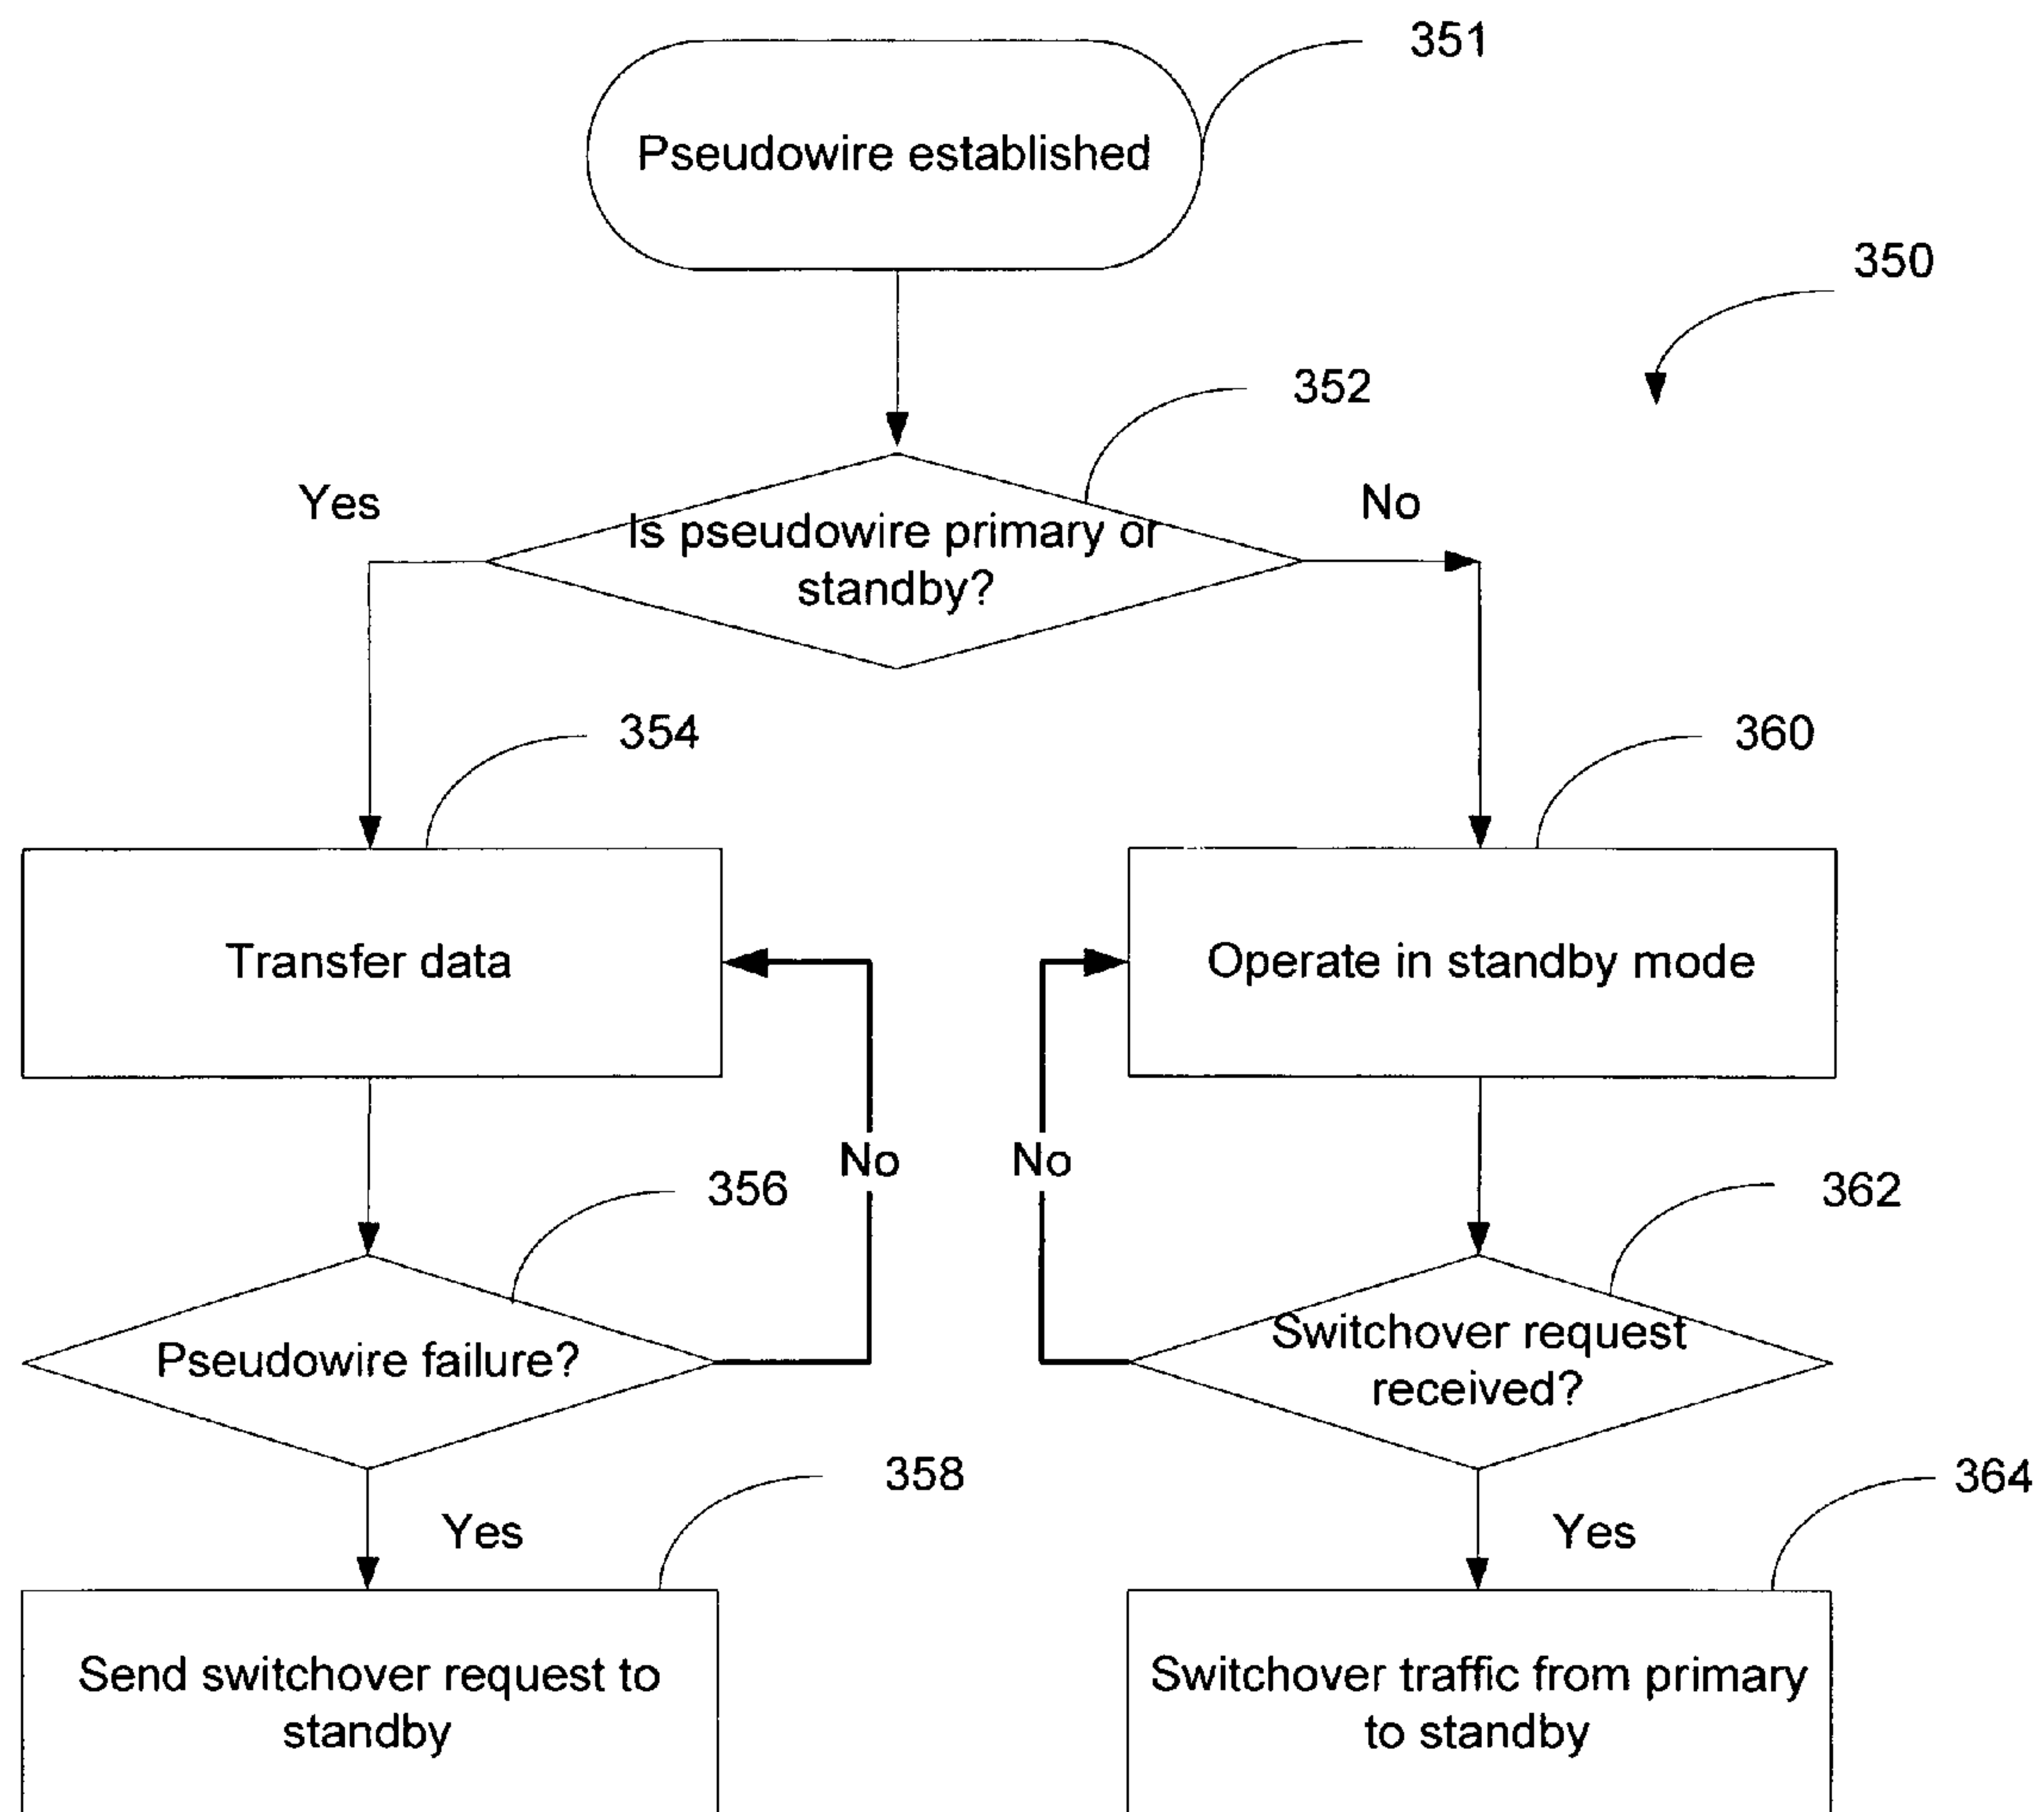 351
Pseudowire established
350
352
Yes
No
Is pseudowire primary or
standby?
354
360
Transfer data
Operate in standby mode
No
No
356
362
Pseudowire failure?
Switchover request
received?
358
364
Yes
Yes
Send switchover request to
standby
Switchover traffic from primary
to standby